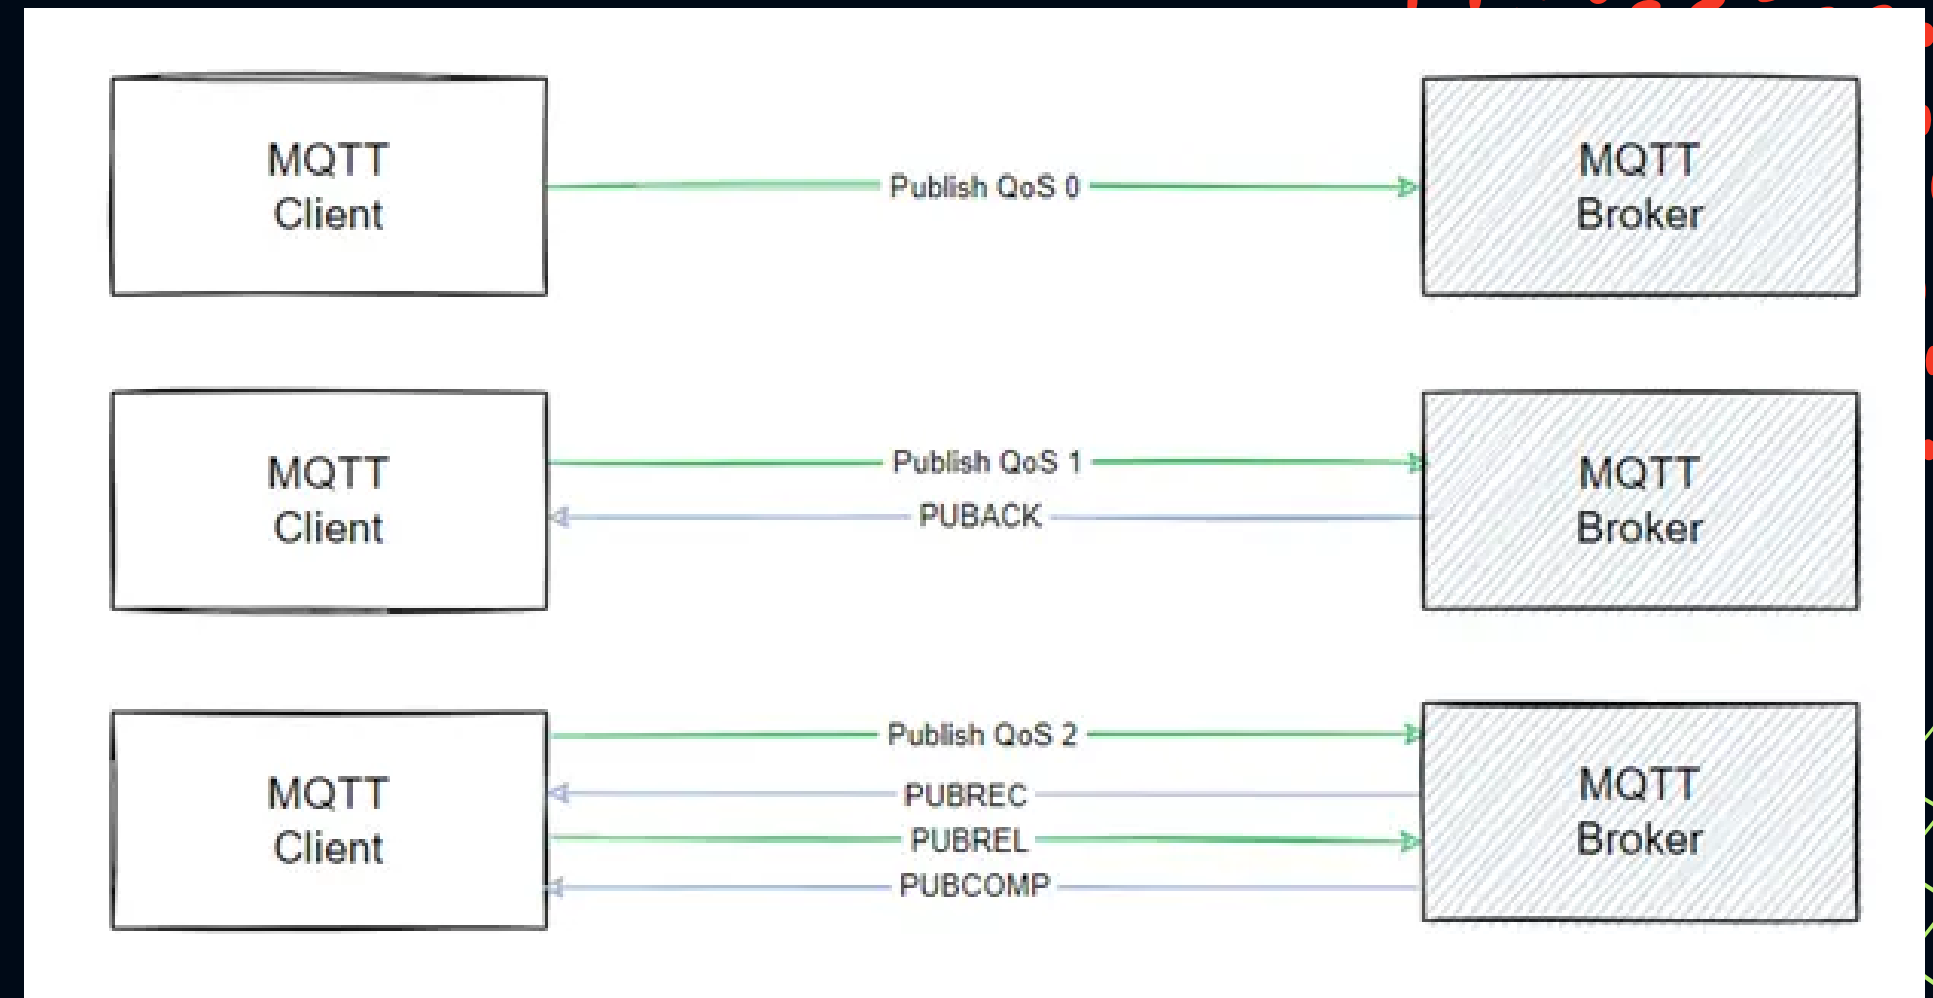 MQTT
Client
Publish QoS 0
MQTT
Broker
MQTT
Client
Publish QoS 1
PUBACK
MQTT
Broker
MQTT
Client
Publish QoS 2
PUBREC
PUBREL
PUBCOMP
MQTT
Broker